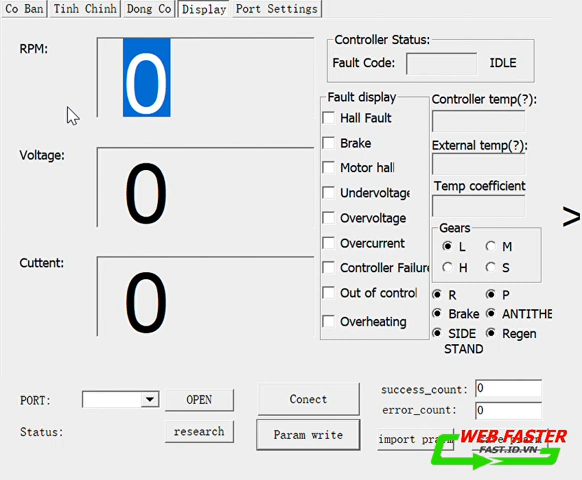 Co Ban Tinh Chinh Dong Co Display Port Settings
RPM:
0
Voltage:
0
Cuttent:
0
Controller Status:
Fault Code: IDLE
Fault display
Hall Fault
Brake
Motor hall
Undervoltage
Overvoltage
Overcurrent
Controller Failure
Out of control
Overheating
Controller temp(?):
External temp(?):
Temp coefficient
Gears
L M
H S
R P
Brake ANTITHE
SIDE STAND Regen
>
PORT: OPEN
Status: research
Conect
Param write
success_count: 0
error_count: 0
import pram
WEB FASTER
FAST.ID.VN